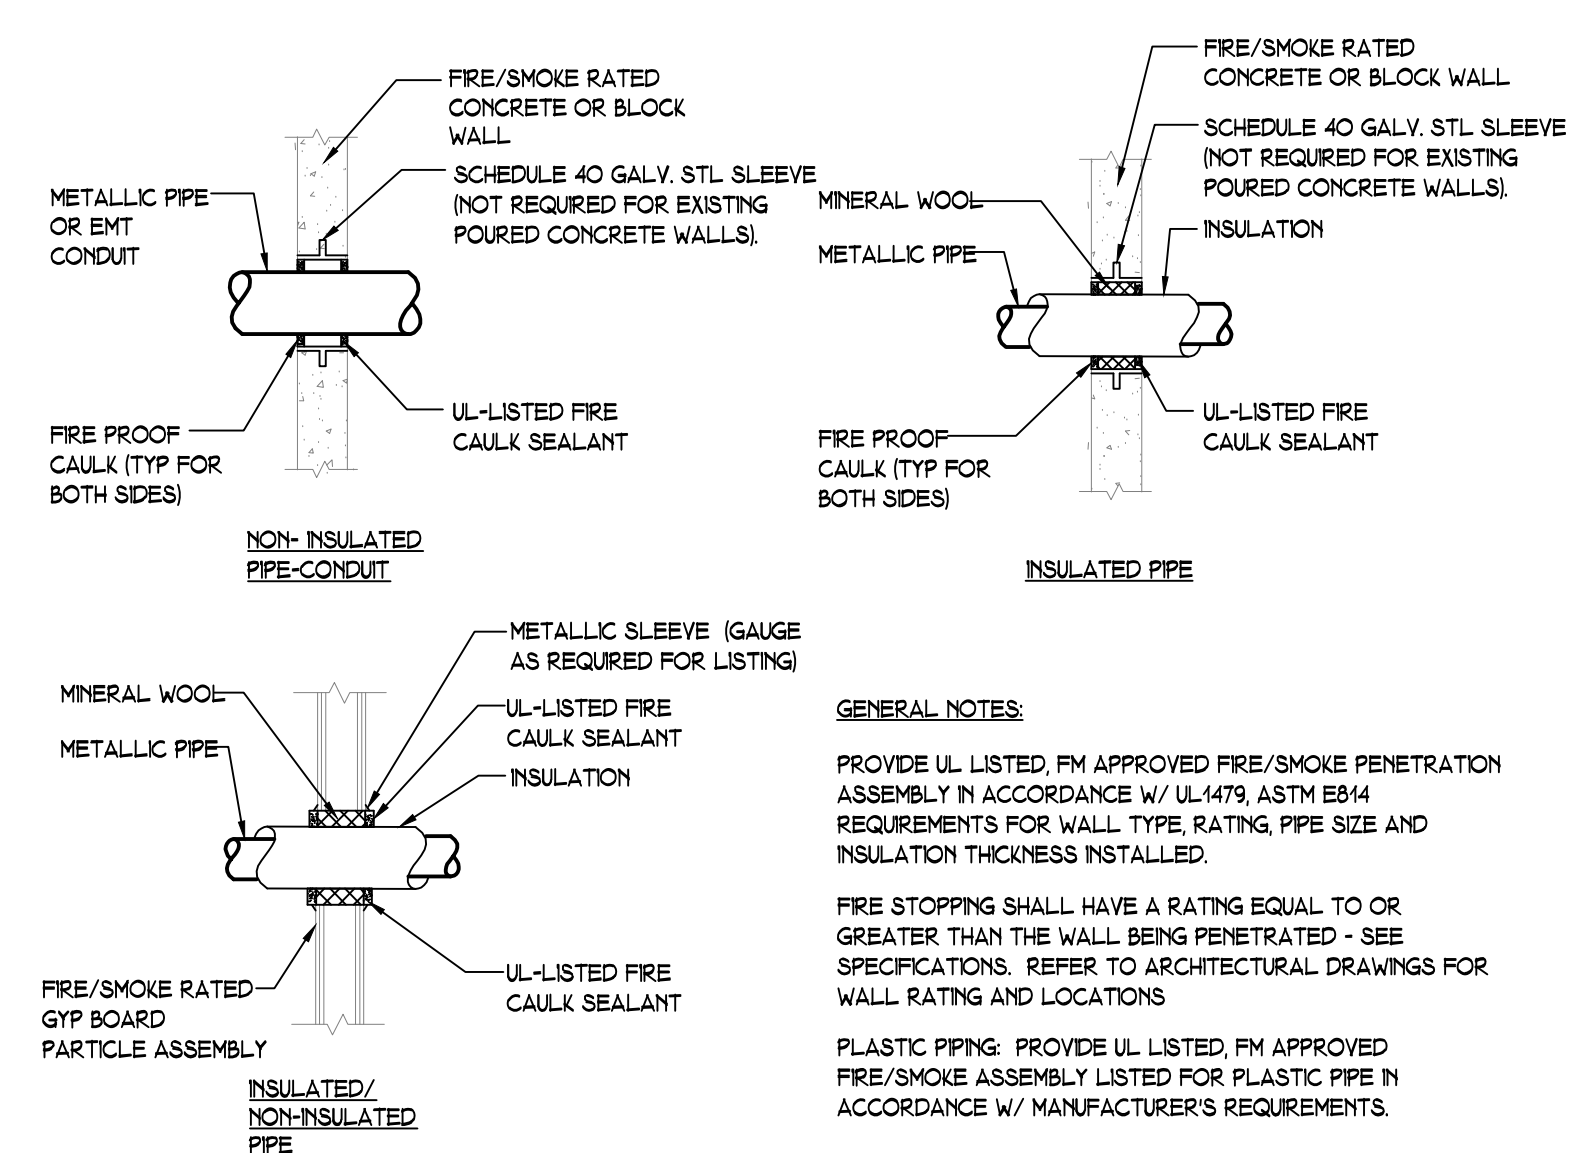 FIRE/SMOKE RATED
CONCRETE OR BLOCK
WALL
SCHEDULE 40 GALV. STL SLEEVE
(NOT REQUIRED FOR EXISTING
POURED CONCRETE WALLS).
METALLIC PIPE
OR EMT
CONDUIT
UL-LISTED FIRE
CAULK SEALANT
FIRE PROOF
CAULK (TYP FOR
BOTH SIDES)
NON- INSULATED
PIPE-CONDUIT
FIRE/SMOKE RATED
CONCRETE OR BLOCK WALL
SCHEDULE 40 GALV. STL SLEEVE
(NOT REQUIRED FOR EXISTING
POURED CONCRETE WALLS).
MINERAL WOOL
INSULATION
METALLIC PIPE
UL-LISTED FIRE
CAULK SEALANT
FIRE PROOF
CAULK (TYP FOR
BOTH SIDES)
INSULATED PIPE
METALLIC SLEEVE (GAUGE
AS REQUIRED FOR LISTING)
MINERAL WOOL
UL-LISTED FIRE
CAULK SEALANT
METALLIC PIPE
INSULATION
UL-LISTED FIRE
CAULK SEALANT
FIRE/SMOKE RATED
GYP BOARD
PARTICLE ASSEMBLY
INSULATED/
NON-INSULATED
PIPE
GENERAL NOTES:
PROVIDE UL LISTED, FM APPROVED FIRE/SMOKE PENETRATION
ASSEMBLY IN ACCORDANCE W/ UL1479, ASTM E814
REQUIREMENTS FOR WALL TYPE, RATING, PIPE SIZE AND
INSULATION THICKNESS INSTALLED.
FIRE STOPPING SHALL HAVE A RATING EQUAL TO OR
GREATER THAN THE WALL BEING PENETRATED - SEE
SPECIFICATIONS. REFER TO ARCHITECTURAL DRAWINGS FOR
WALL RATING AND LOCATIONS
PLASTIC PIPING: PROVIDE UL LISTED, FM APPROVED
FIRE/SMOKE ASSEMBLY LISTED FOR PLASTIC PIPE IN
ACCORDANCE W/ MANUFACTURER'S REQUIREMENTS.